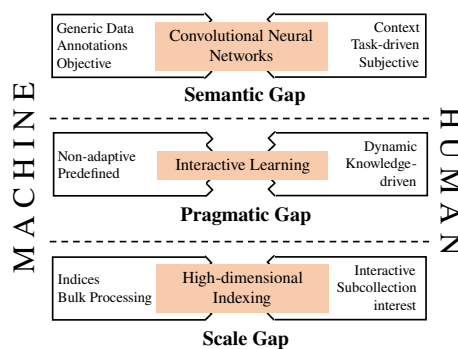 MACHINE
HUMAN
Generic Data
Annotations
Objective
Convolutional Neural
Networks
Context
Task-driven
Subjective
Semantic Gap
Non-adaptive
Predefined
Interactive Learning
Dynamic
Knowledge-
driven
Pragmatic Gap
Indices
Bulk Processing
High-dimensional
Indexing
Interactive
Subcollection
interest
Scale Gap